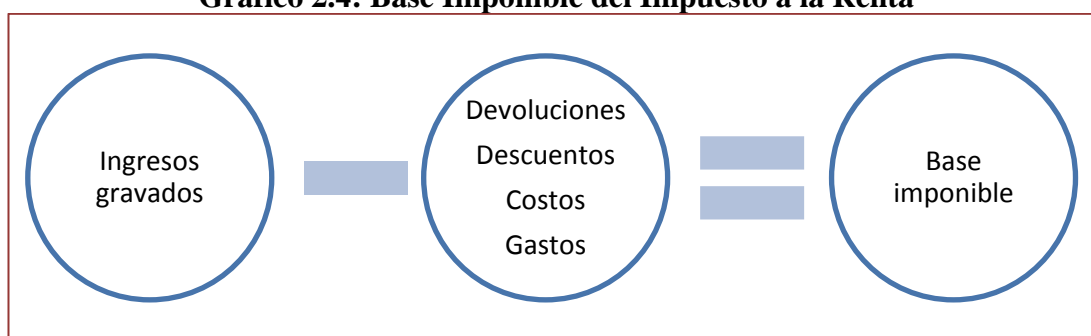 Gráfico 2.4: Base Imponible del Impuesto a la Renta
Ingresos
gravados
Devoluciones
Descuentos
Costos
Gastos
Base
imponible